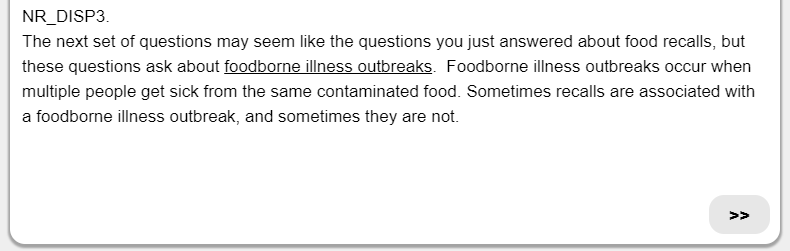 NR_DISP3.
The next set of questions may seem like the questions you just answered about food recalls, but
these questions ask about foodborne illness outbreaks.  Foodborne illness outbreaks occur when
multiple people get sick from the same contaminated food. Sometimes recalls are associated with
a foodborne illness outbreak, and sometimes they are not.
>>